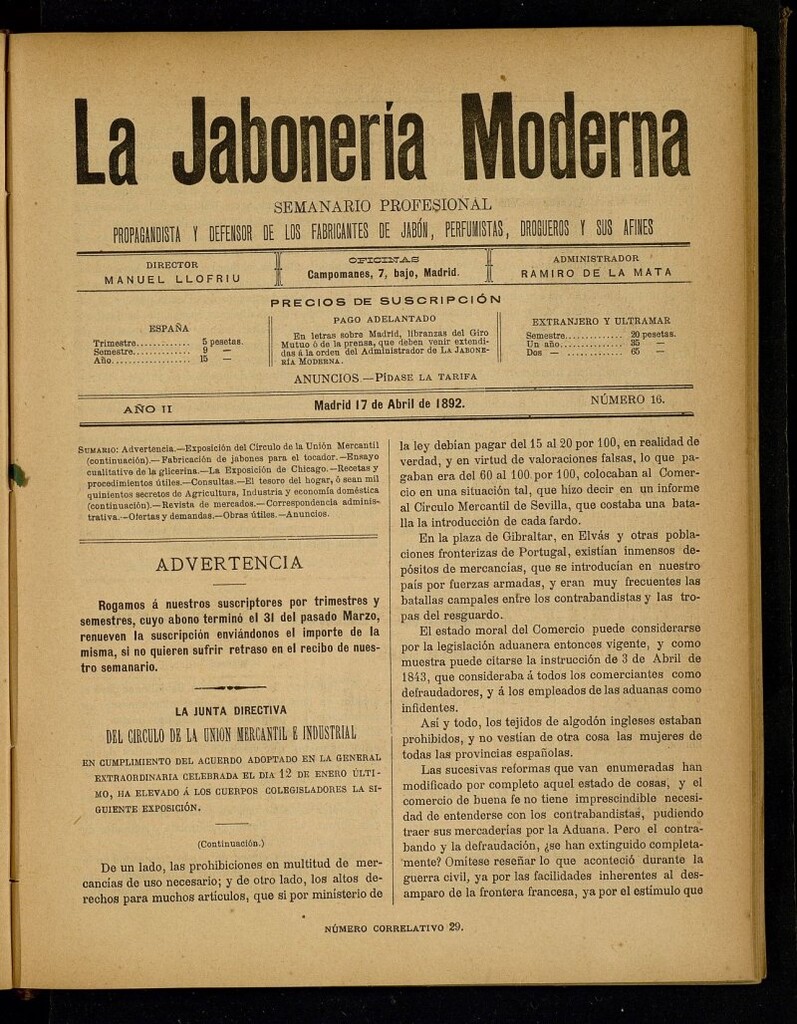 La Jabonería Moderna
SEMANARIO PROFESIONAL
PROPAGANDISTA Y DEFENSOR DE LOS FABRICANTES DE JABÓN, PERFUMISTAS, DROGUEROS Y SUS AFINES
DIRECTOR
MANUEL LLOFRIU
OFICINAS
Campomanes, 7, bajo, Madrid.
ADMINISTRADOR
RAMIRO DE LA MATA
PRECIOS DE SUSCRIPCIÓN
ESPAÑA
Trimestre............ 5 pesetas.
Semestre............ 9 —
Año.................. 15 —
PAGO ADELANTADO
En letras sobre Madrid, libranzas del Giro
Mutuo ó de la prensa, que deben venir extendi-
das á la orden del Administrador de LA JABONE-
RÍA MODERNA.
EXTRANJERO Y ULTRAMAR
Semestre............. 20 pesetas.
Un año.............. 35 —
Dos — ............. 65 —
ANUNCIOS.—PÍDASE LA TARIFA
AÑO II
Madrid 17 de Abril de 1892.
NÚMERO 16.
SUMARIO: Advertencia.—Exposición del Círculo de la Unión Mercantil
(continuación).—Fabricación de jabones para el tocador.—Ensayo
cualitativo de la glicerina.—La Exposición de Chicago.—Recetas y
procedimientos útiles.—Consultas.—El tesoro del hogar, ó sean mil
quinientos secretos de Agricultura, Industria y economía doméstica
(continuación).—Revista de mercados.—Correspondencia adminis-
trativa.—Ofertas y demandas.—Obras útiles.—Anuncios.
ADVERTENCIA
Rogamos á nuestros suscriptores por trimestres y
semestres, cuyo abono terminó el 31 del pasado Marzo,
renueven la suscripción enviándonos el importe de la
misma, si no quieren sufrir retraso en el recibo de nues-
tro semanario.
LA JUNTA DIRECTIVA
DEL CIRCULO DE LA UNION MERCANTIL E INDUSTRIAL
EN CUMPLIMIENTO DEL ACUERDO ADOPTADO EN LA GENERAL
EXTRAORDINARIA CELEBRADA EL DIA 12 DE ENERO ÚLTI-
MO, HA ELEVADO Á LOS CUERPOS COLEGISLADORES LA SI-
GUIENTE EXPOSICIÓN.
(Continuación.)
De un lado, las prohibiciones en multitud de mer-
cancías de uso necesario; y de otro lado, los altos de-
rechos para muchos artículos, que si por ministerio de
la ley debían pagar del 15 al 20 por 100, en realidad de
verdad, y en virtud de valoraciones falsas, lo que pa-
gaban era del 60 al 100 por 100, colocaban al Comer-
cio en una situación tal, que hizo decir en un informe
al Circulo Mercantil de Sevilla, que costaba una bata-
lla la introducción de cada fardo.
En la plaza de Gibraltar, en Elvás y otras pobla-
ciones fronterizas de Portugal, existían inmensos de-
pósitos de mercancías, que se introducían en nuestro
país por fuerzas armadas, y eran muy frecuentes las
batallas campales entre los contrabandistas y las tro-
pas del resguardo.
El estado moral del Comercio puede considerarse
por la legislación aduanera entonces vigente, y como
muestra puede citarse la instrucción de 3 de Abril de
1843, que consideraba á todos los comerciantes como
defraudadores, y á los empleados de las aduanas como
infidentes.
Así y todo, los tejidos de algodón ingleses estaban
prohibidos, y no vestian de otra cosa las mujeres de
todas las provincias españolas.
Las sucesivas reformas que van enumeradas han
modificado por completo aquel estado de cosas, y el
comercio de buena fe no tiene imprescindible necesi-
dad de entenderse con los contrabandistas, pudiendo
traer sus mercaderías por la Aduana. Pero el contra-
bando y la defraudación, ¿se han extinguido completa-
mente? Omítese reseñar lo que aconteció durante la
guerra civil, ya por las facilidades inherentes al des-
amparo de la frontera francesa, ya por el estímulo que
NÚMERO CORRELATIVO 29.